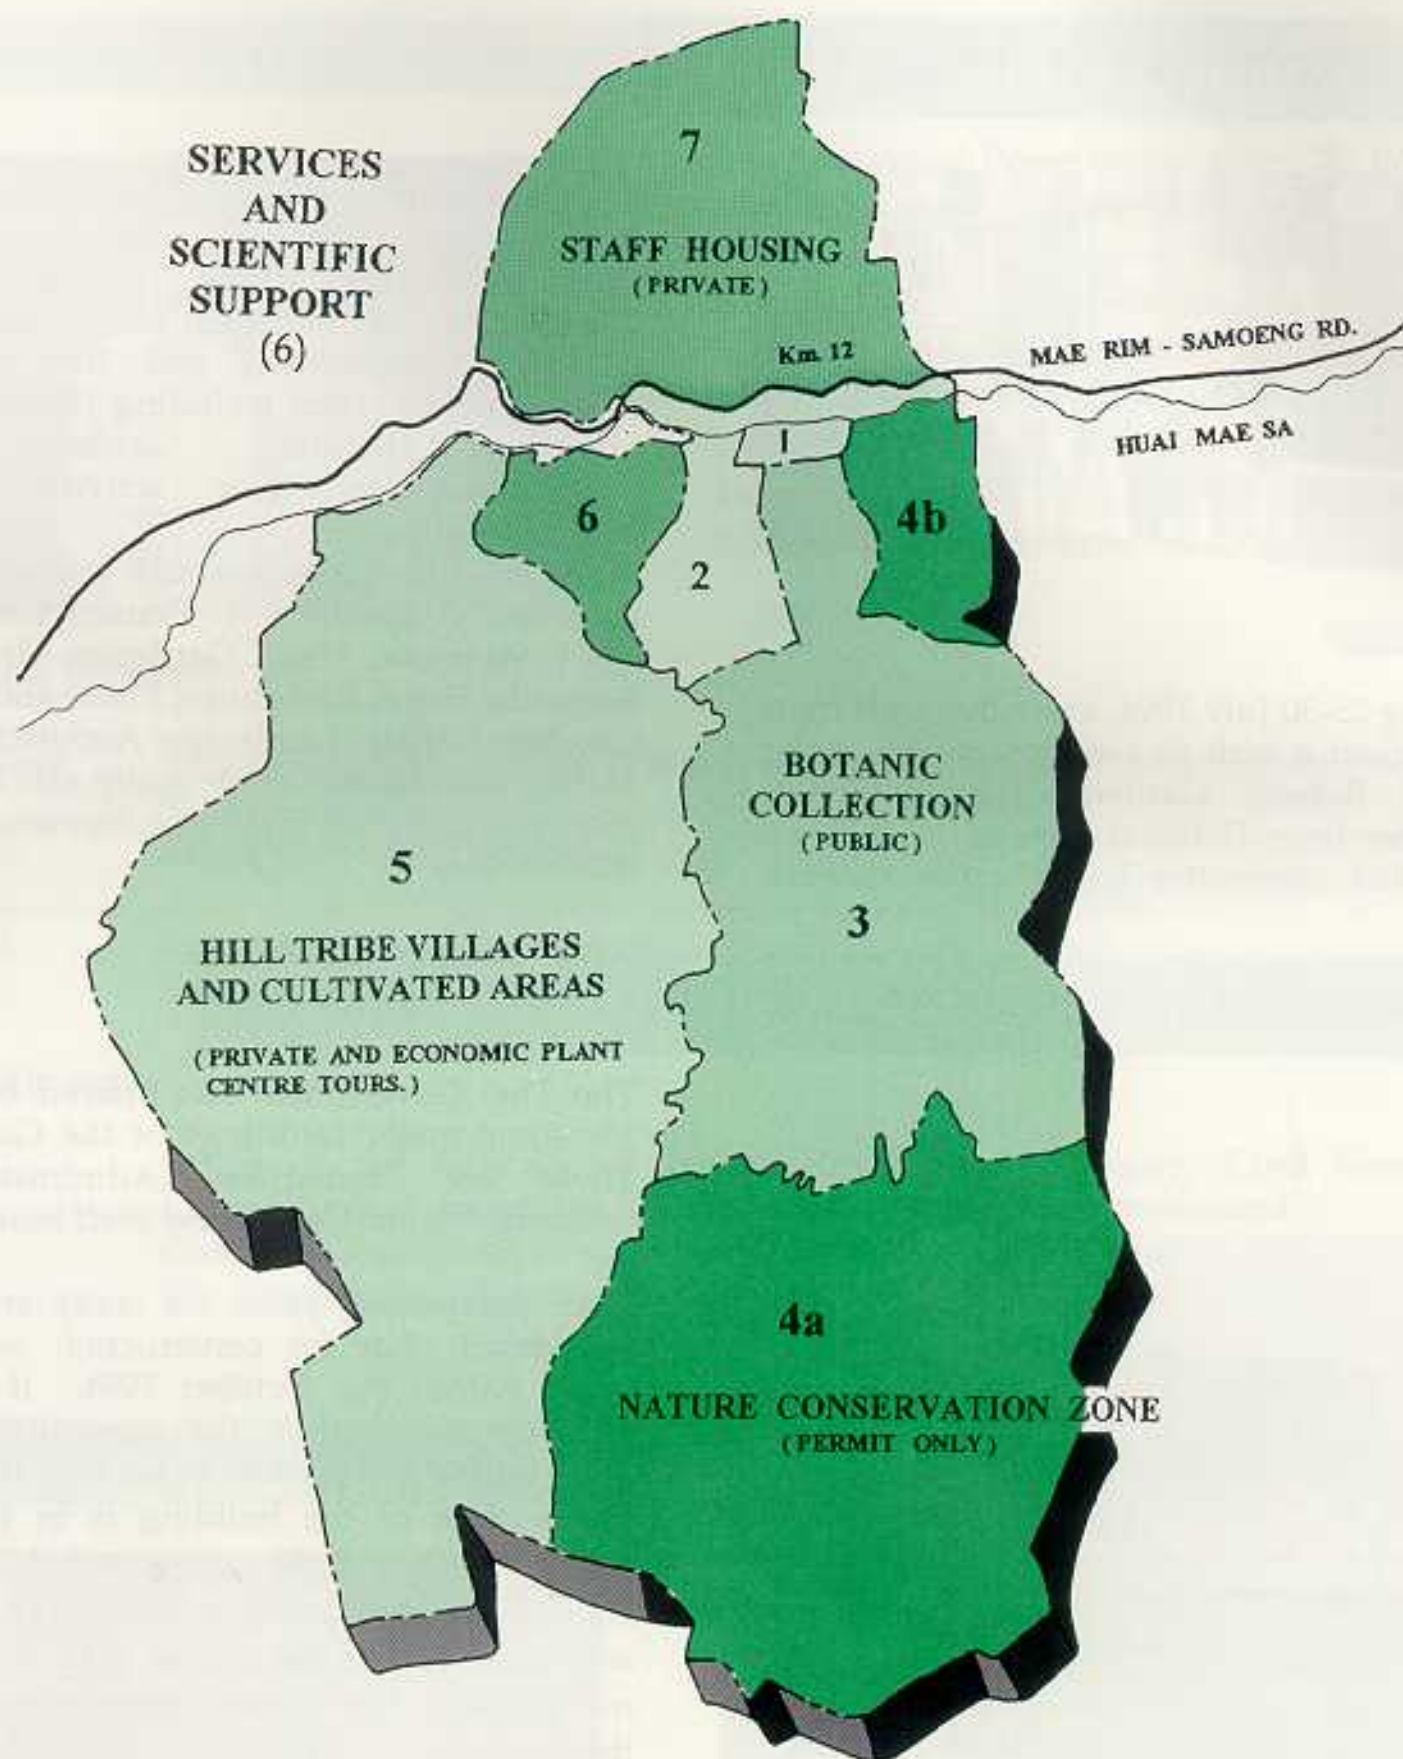 7
STAFF HOUSING
(PRIVATE)
SERVICES
AND
SCIENTIFIC
SUPPORT
(6)
Km. 12
MAE RIM - SAMOENG RD.
HUAI MAE SA
1
6
4b
2
BOTANIC
COLLECTION
(PUBLIC)
3
5
HILL TRIBE VILLAGES
AND CULTIVATED AREAS
(PRIVATE AND ECONOMIC PLANT
CENTRE TOURS.)
4a
NATURE CONSERVATION ZONE
(PERMIT ONLY)